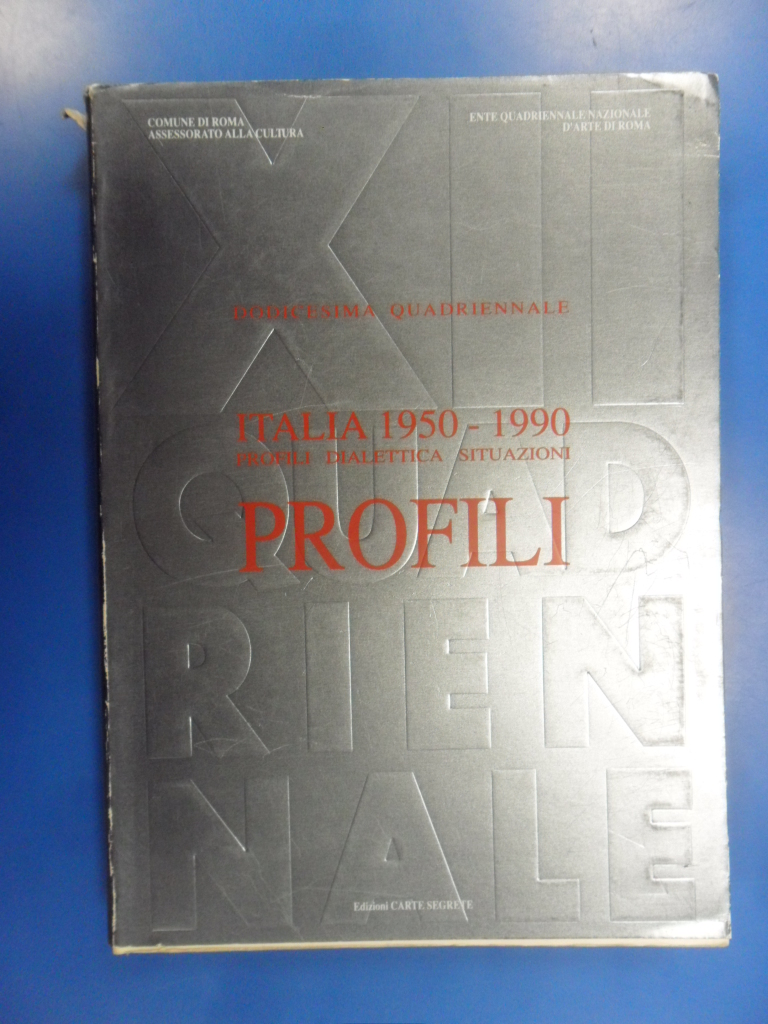 COMUNE DI ROMA
ASSESSORATO ALLA CULTURA
ENTE QUADRIENNALE NAZIONALE
D'ARTE DI ROMA
XII
QUAD
RIEN
NALE
DODICESIMA QUADRIENNALE
ITALIA 1950 - 1990
PROFILI DIALETTICA SITUAZIONI
PROFILI
Edizioni CARTE SEGRETE